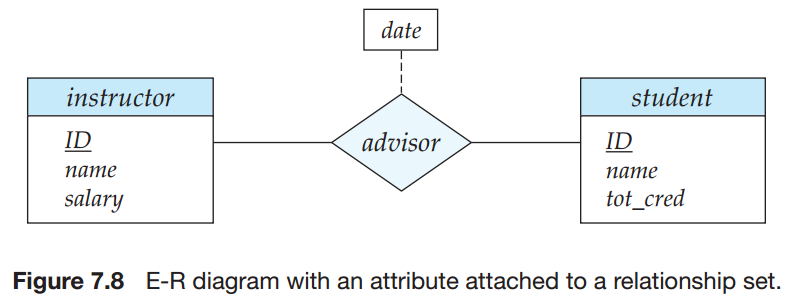 date
instructor
ID
name
salary
advisor
student
ID
name
tot_cred
Figure 7.8 E-R diagram with an attribute attached to a relationship set.